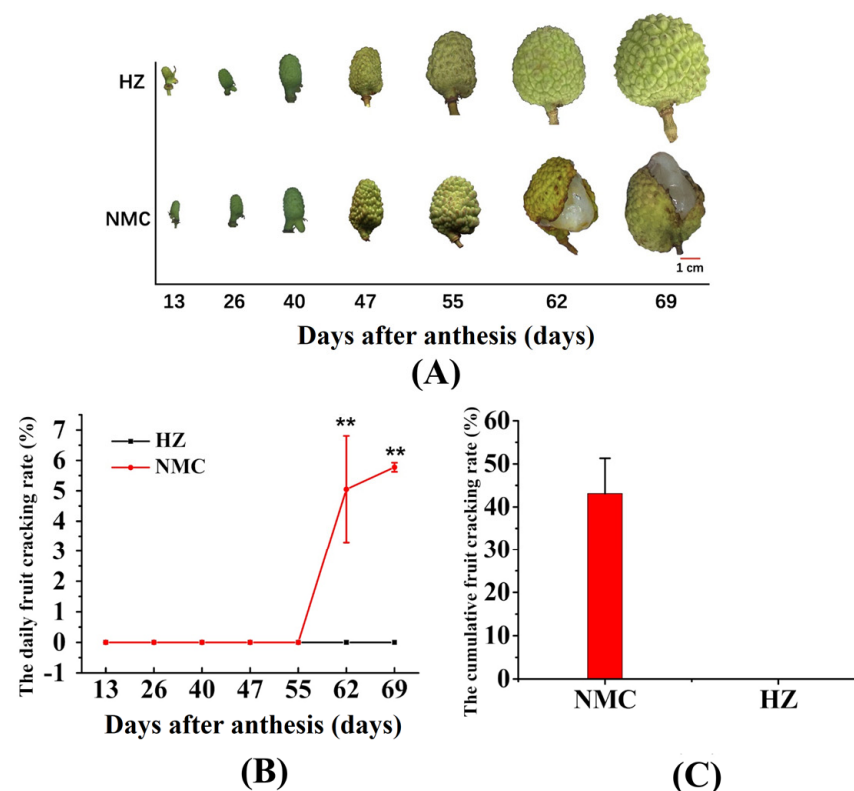 HZ
NMC
1 cm
13 26 40 47 55 62 69
Days after anthesis (days)
(A)
The daily fruit cracking rate (%)
7
6
5
4
3
2
1
0
-1
HZ
NMC
**
**
13 26 40 47 55 62 69
Days after anthesis (days)
(B)
The cumulative fruit cracking rate (%)
60
50
40
30
20
10
0
NMC HZ
(C)